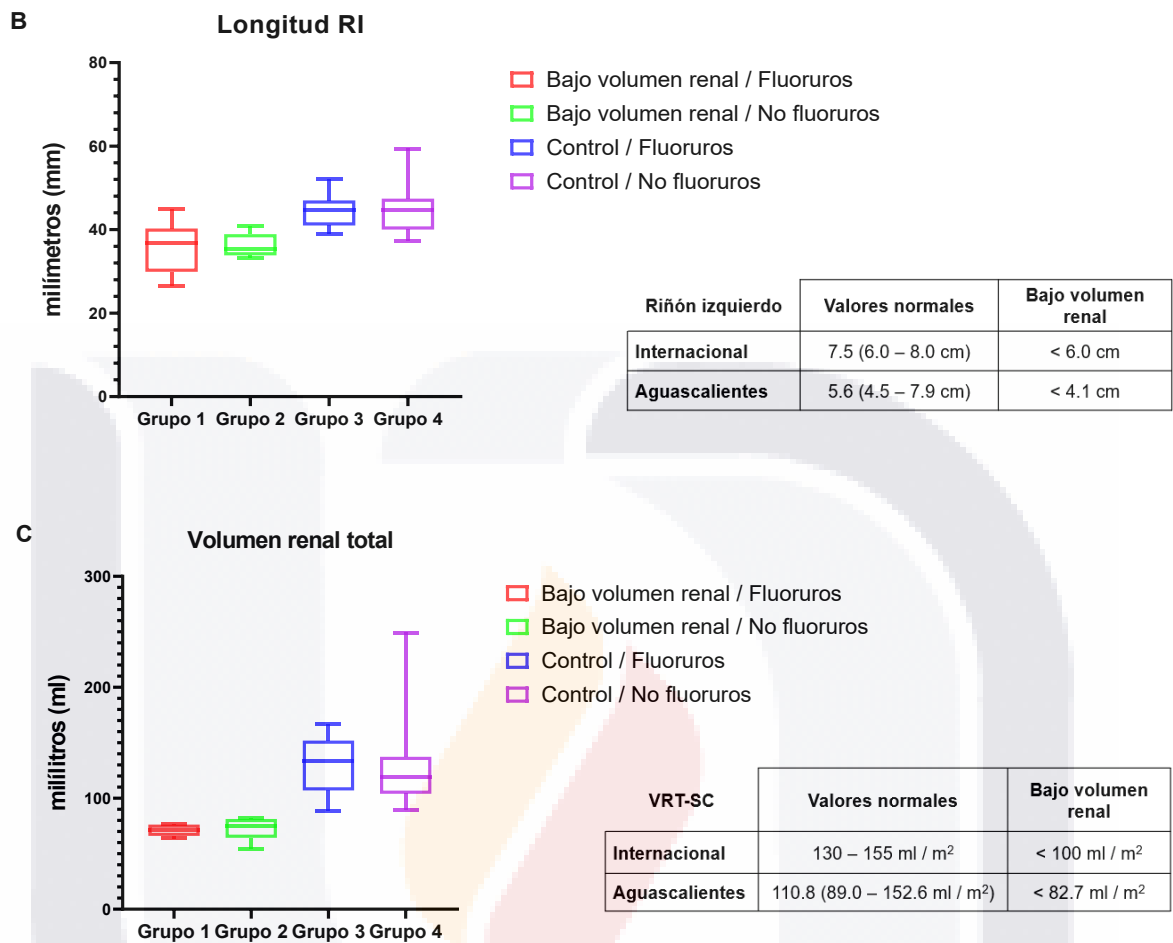 B
Longitud RI
milímetros (mm)
80
60
40
20
0
Grupo 1 Grupo 2 Grupo 3 Grupo 4
Bajo volumen renal / Fluoruros
Bajo volumen renal / No fluoruros
Control / Fluoruros
Control / No fluoruros
Riñón izquierdo Valores normales Bajo volumen
renal
Internacional 7.5 (6.0 – 8.0 cm) < 6.0 cm
Aguascalientes 5.6 (4.5 – 7.9 cm) < 4.1 cm
C
Volumen renal total
milílitros (ml)
300
200
100
0
Grupo 1 Grupo 2 Grupo 3 Grupo 4
Bajo volumen renal / Fluoruros
Bajo volumen renal / No fluoruros
Control / Fluoruros
Control / No fluoruros
VRT-SC Valores normales Bajo volumen
renal
Internacional 130 – 155 ml / m² < 100 ml / m²
Aguascalientes 110.8 (89.0 – 152.6 ml / m²) < 82.7 ml / m²